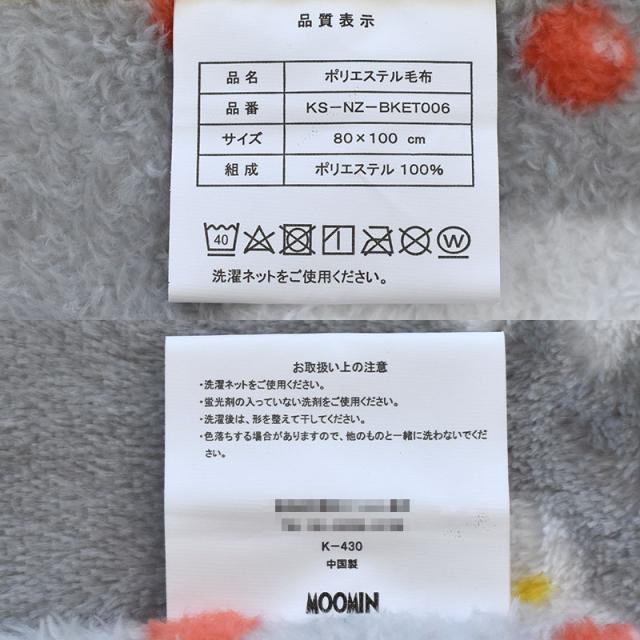 品質表示
品名 ポリエステル毛布
品番 KS-NZ-BKET006
サイズ 80×100 cm
組成 ポリエステル 100%
40 W
洗濯ネットをご使用ください。
お取扱い上の注意
・洗濯ネットをご使用ください。
・蛍光剤の入っていない洗剤をご使用ください。
・洗濯後は、形を整えて干してください。
・色落ちする場合がありますので、他のものと一緒に洗わないでくだ
さい。
K-430
中国製
MOOMIN